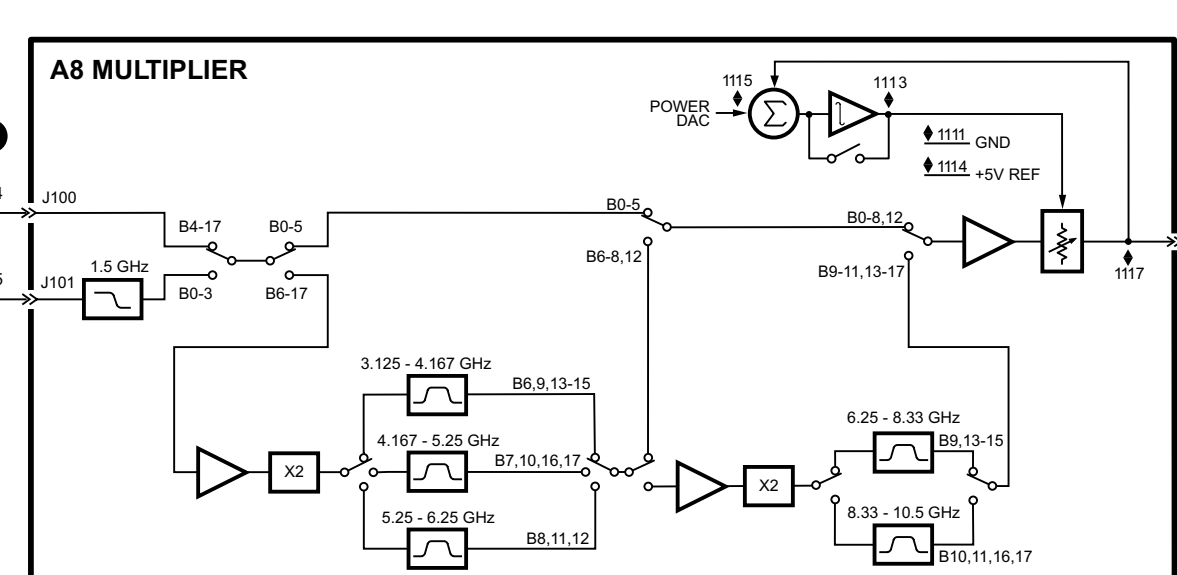 A8 MULTIPLIER
1115
1113
POWER
DAC
Σ
1111 GND
1114 +5V REF
J100
B4-17
B0-5
B0-5
B0-8,12
1.5 GHz
J101
B0-3
B6-17
B6-8,12
B9-11,13-17
1117
3.125 - 4.167 GHz
B6,9,13-15
4.167 - 5.25 GHz
B7,10,16,17
X2
5.25 - 6.25 GHz
B8,11,12
6.25 - 8.33 GHz
B9,13-15
X2
8.33 - 10.5 GHz
B10,11,16,17